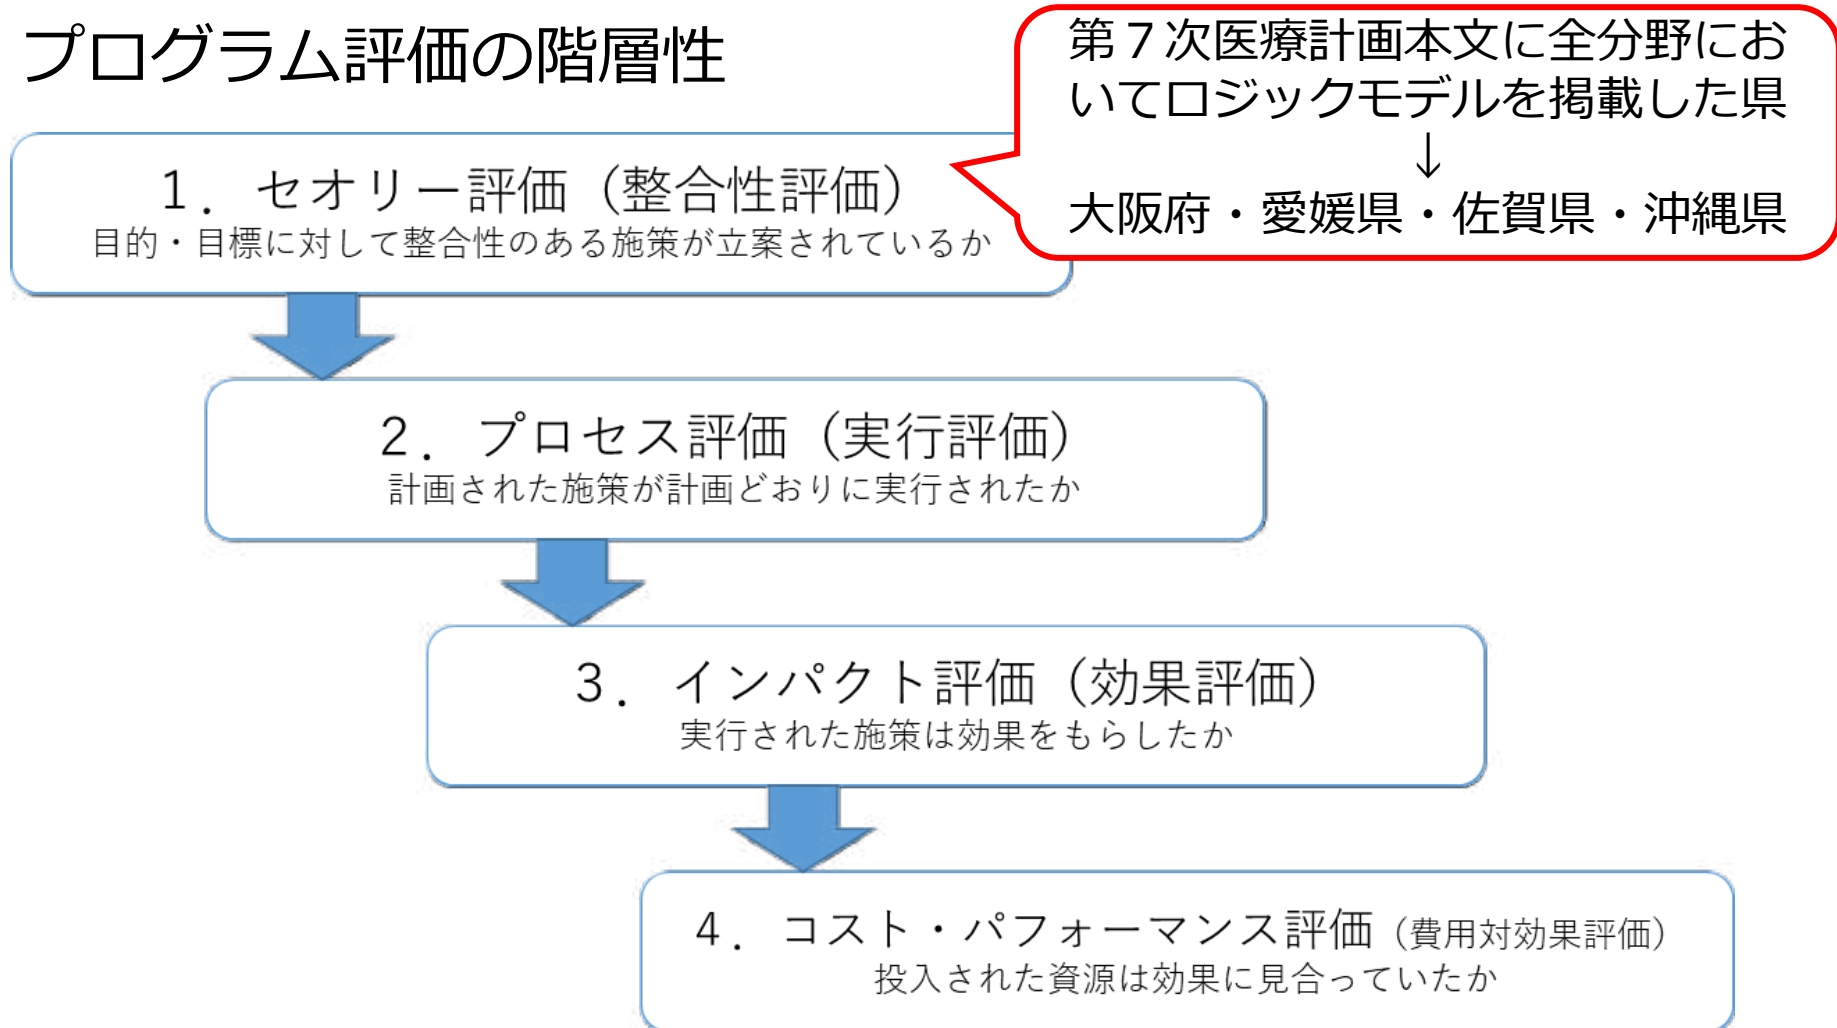 プログラム評価の階層性
第７次医療計画本文に全分野にお
いてロジックモデルを掲載した県
↓
大阪府・愛媛県・佐賀県・沖縄県
１．セオリー評価（整合性評価）
目的・目標に対して整合性のある施策が立案されているか
２．プロセス評価（実行評価）
計画された施策が計画どおりに実行されたか
３．インパクト評価（効果評価）
実行された施策は効果をもらしたか
４．コスト・パフォーマンス評価（費用対効果評価）
投入された資源は効果に見合っていたか